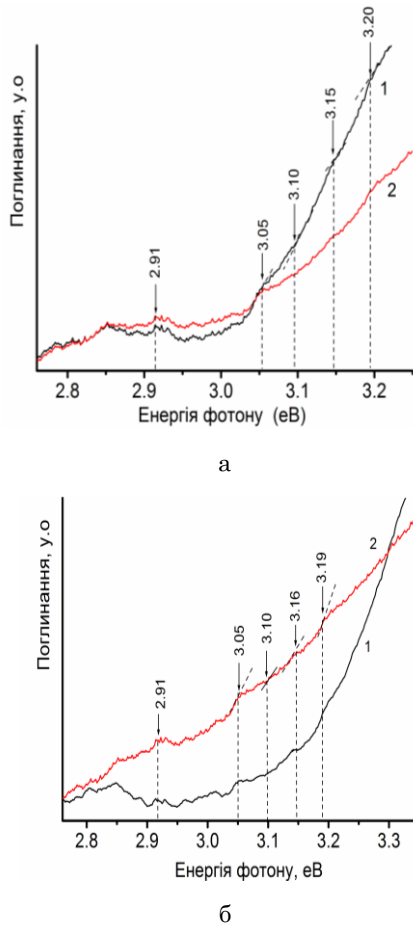 Поглинання, у.о
2.91
3.05
3.10
3.15
3.20
1
2
2.8 2.9 3.0 3.1 3.2
Енергія фотону (еВ)
а
Поглинання, у.о
2.91
3.05
3.10
3.16
3.19
2
1
2.8 2.9 3.0 3.1 3.2 3.3
Енергія фотону, еВ
б